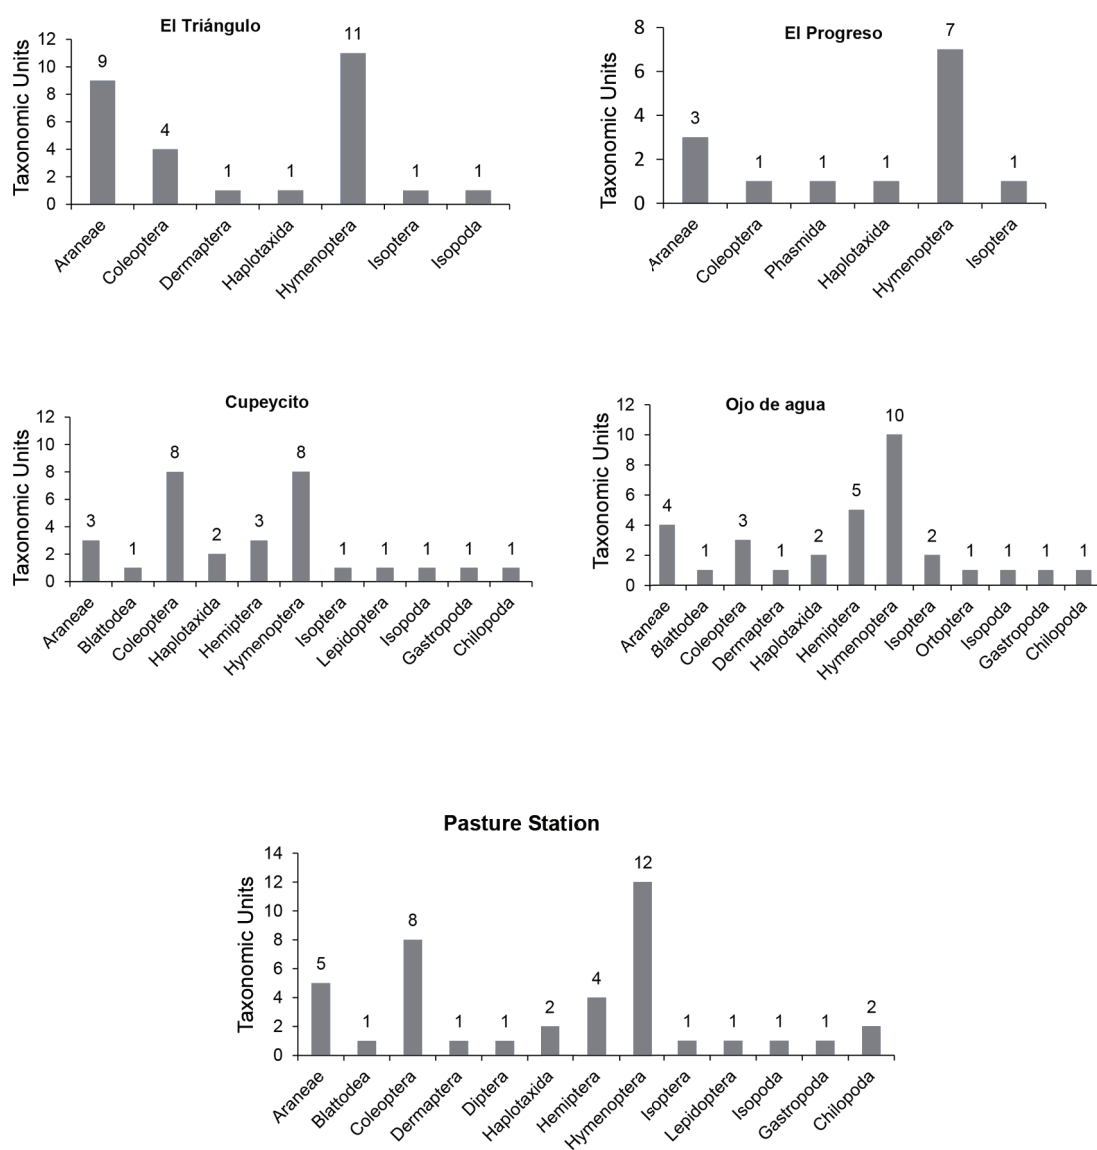 El Triángulo
Taxonomic Units
12
10
8
6
4
2
0
9
4
1
1
11
1
1
Araneae
Coleoptera
Dermaptera
Haplotaxida
Hymenoptera
Isoptera
Isopoda
El Progreso
Taxonomic Units
8
6
4
2
0
3
1
1
1
7
1
Araneae
Coleoptera
Phasmida
Haplotaxida
Hymenoptera
Isoptera
Cupeycito
Taxonomic Units
12
10
8
6
4
2
0
3
1
8
2
3
8
1
1
1
1
1
Araneae
Blattodea
Coleoptera
Haplotaxida
Hemiptera
Hymenoptera
Isoptera
Lepidoptera
Isopoda
Gastropoda
Chilopoda
Ojo de agua
Taxonomic Units
12
10
8
6
4
2
0
4
1
3
1
2
5
10
2
1
1
1
1
Araneae
Blattodea
Coleoptera
Dermaptera
Haplotaxida
Hemiptera
Hymenoptera
Isoptera
Ortoptera
Isopoda
Gastropoda
Chilopoda
Pasture Station
Taxonomic Units
14
12
10
8
6
4
2
0
5
1
8
1
1
2
4
12
1
1
1
1
2
Araneae
Blattodea
Coleoptera
Dermaptera
Diptera
Haplotaxida
Hemiptera
Hymenoptera
Isoptera
Lepidoptera
Isopoda
Gastropoda
Chilopoda